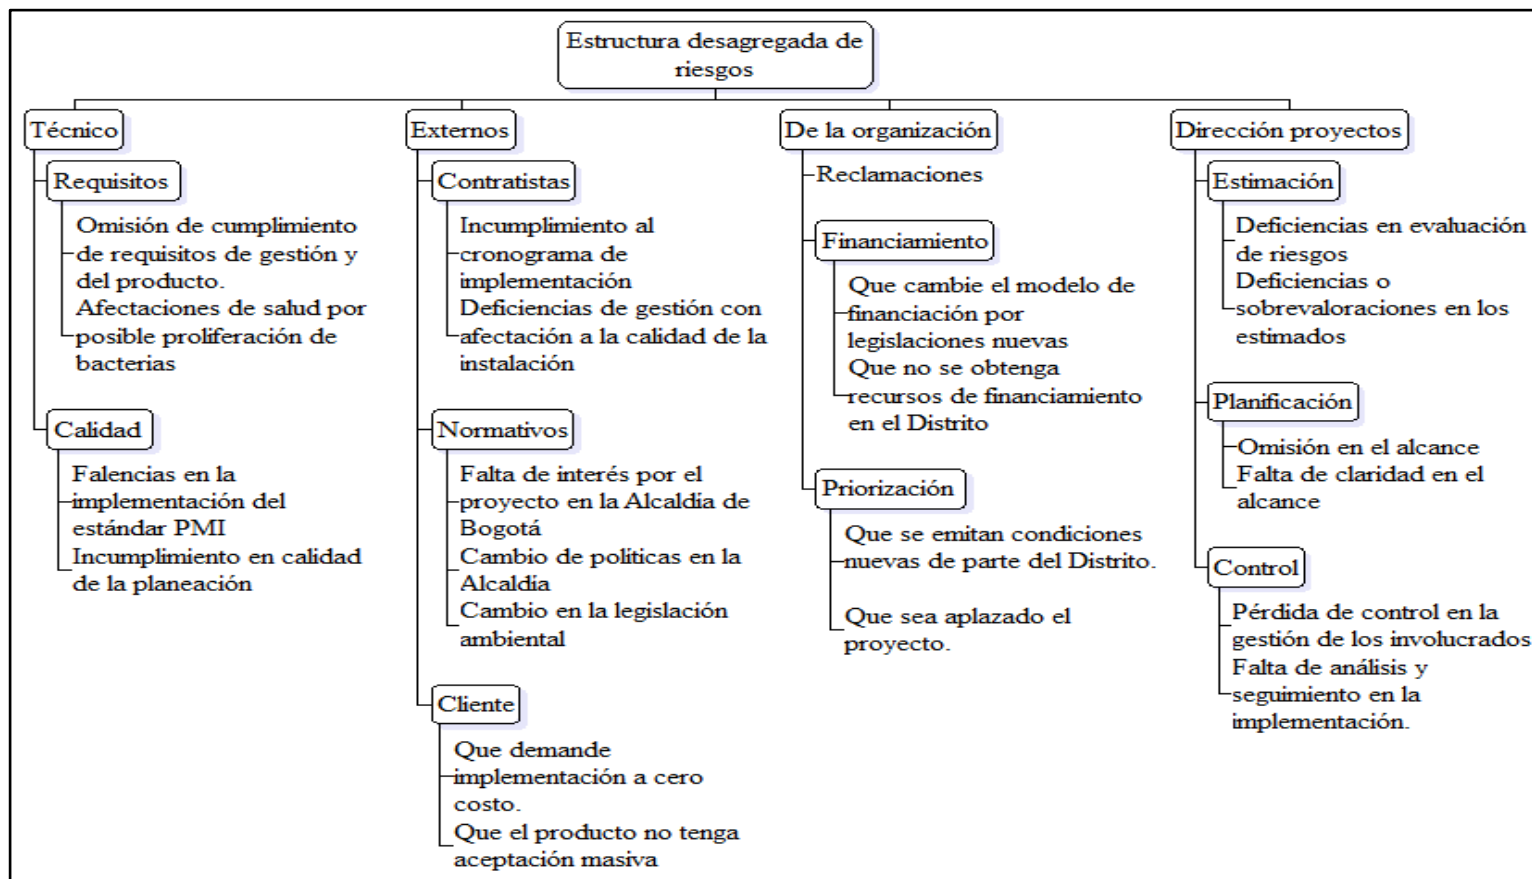 Estructura desagregada de
riesgos
Técnico
Requisitos
Omisión de cumplimiento
de requisitos de gestión y
del producto.
Afectaciones de salud por
posible proliferación de
bacterias
Calidad
Falencias en la
implementación del
estándar PMI
Incumplimiento en calidad
de la planeación
Externos
Contratistas
Incumplimiento al
cronograma de
implementación
Deficiencias de gestión con
afectación a la calidad de la
instalación
Normativos
Falta de interés por el
proyecto en la Alcaldía de
Bogotá
Cambio de políticas en la
Alcaldía
Cambio en la legislación
ambiental
Cliente
Que demande
implementación a cero
costo.
Que el producto no tenga
aceptación masiva
De la organización
Reclamaciones
Financiamiento
Que cambie el modelo de
financiación por
legislaciones nuevas
Que no se obtenga
recursos de financiamiento
en el Distrito
Priorización
Que se emitan condiciones
nuevas de parte del Distrito.
Que sea aplazado el
proyecto.
Dirección proyectos
Estimación
Deficiencias en evaluación
de riesgos
Deficiencias o
sobrevaloraciones en los
estimados
Planificación
Omisión en el alcance
Falta de claridad en el
alcance
Control
Pérdida de control en la
gestión de los involucrados
Falta de análisis y
seguimiento en la
implementación.